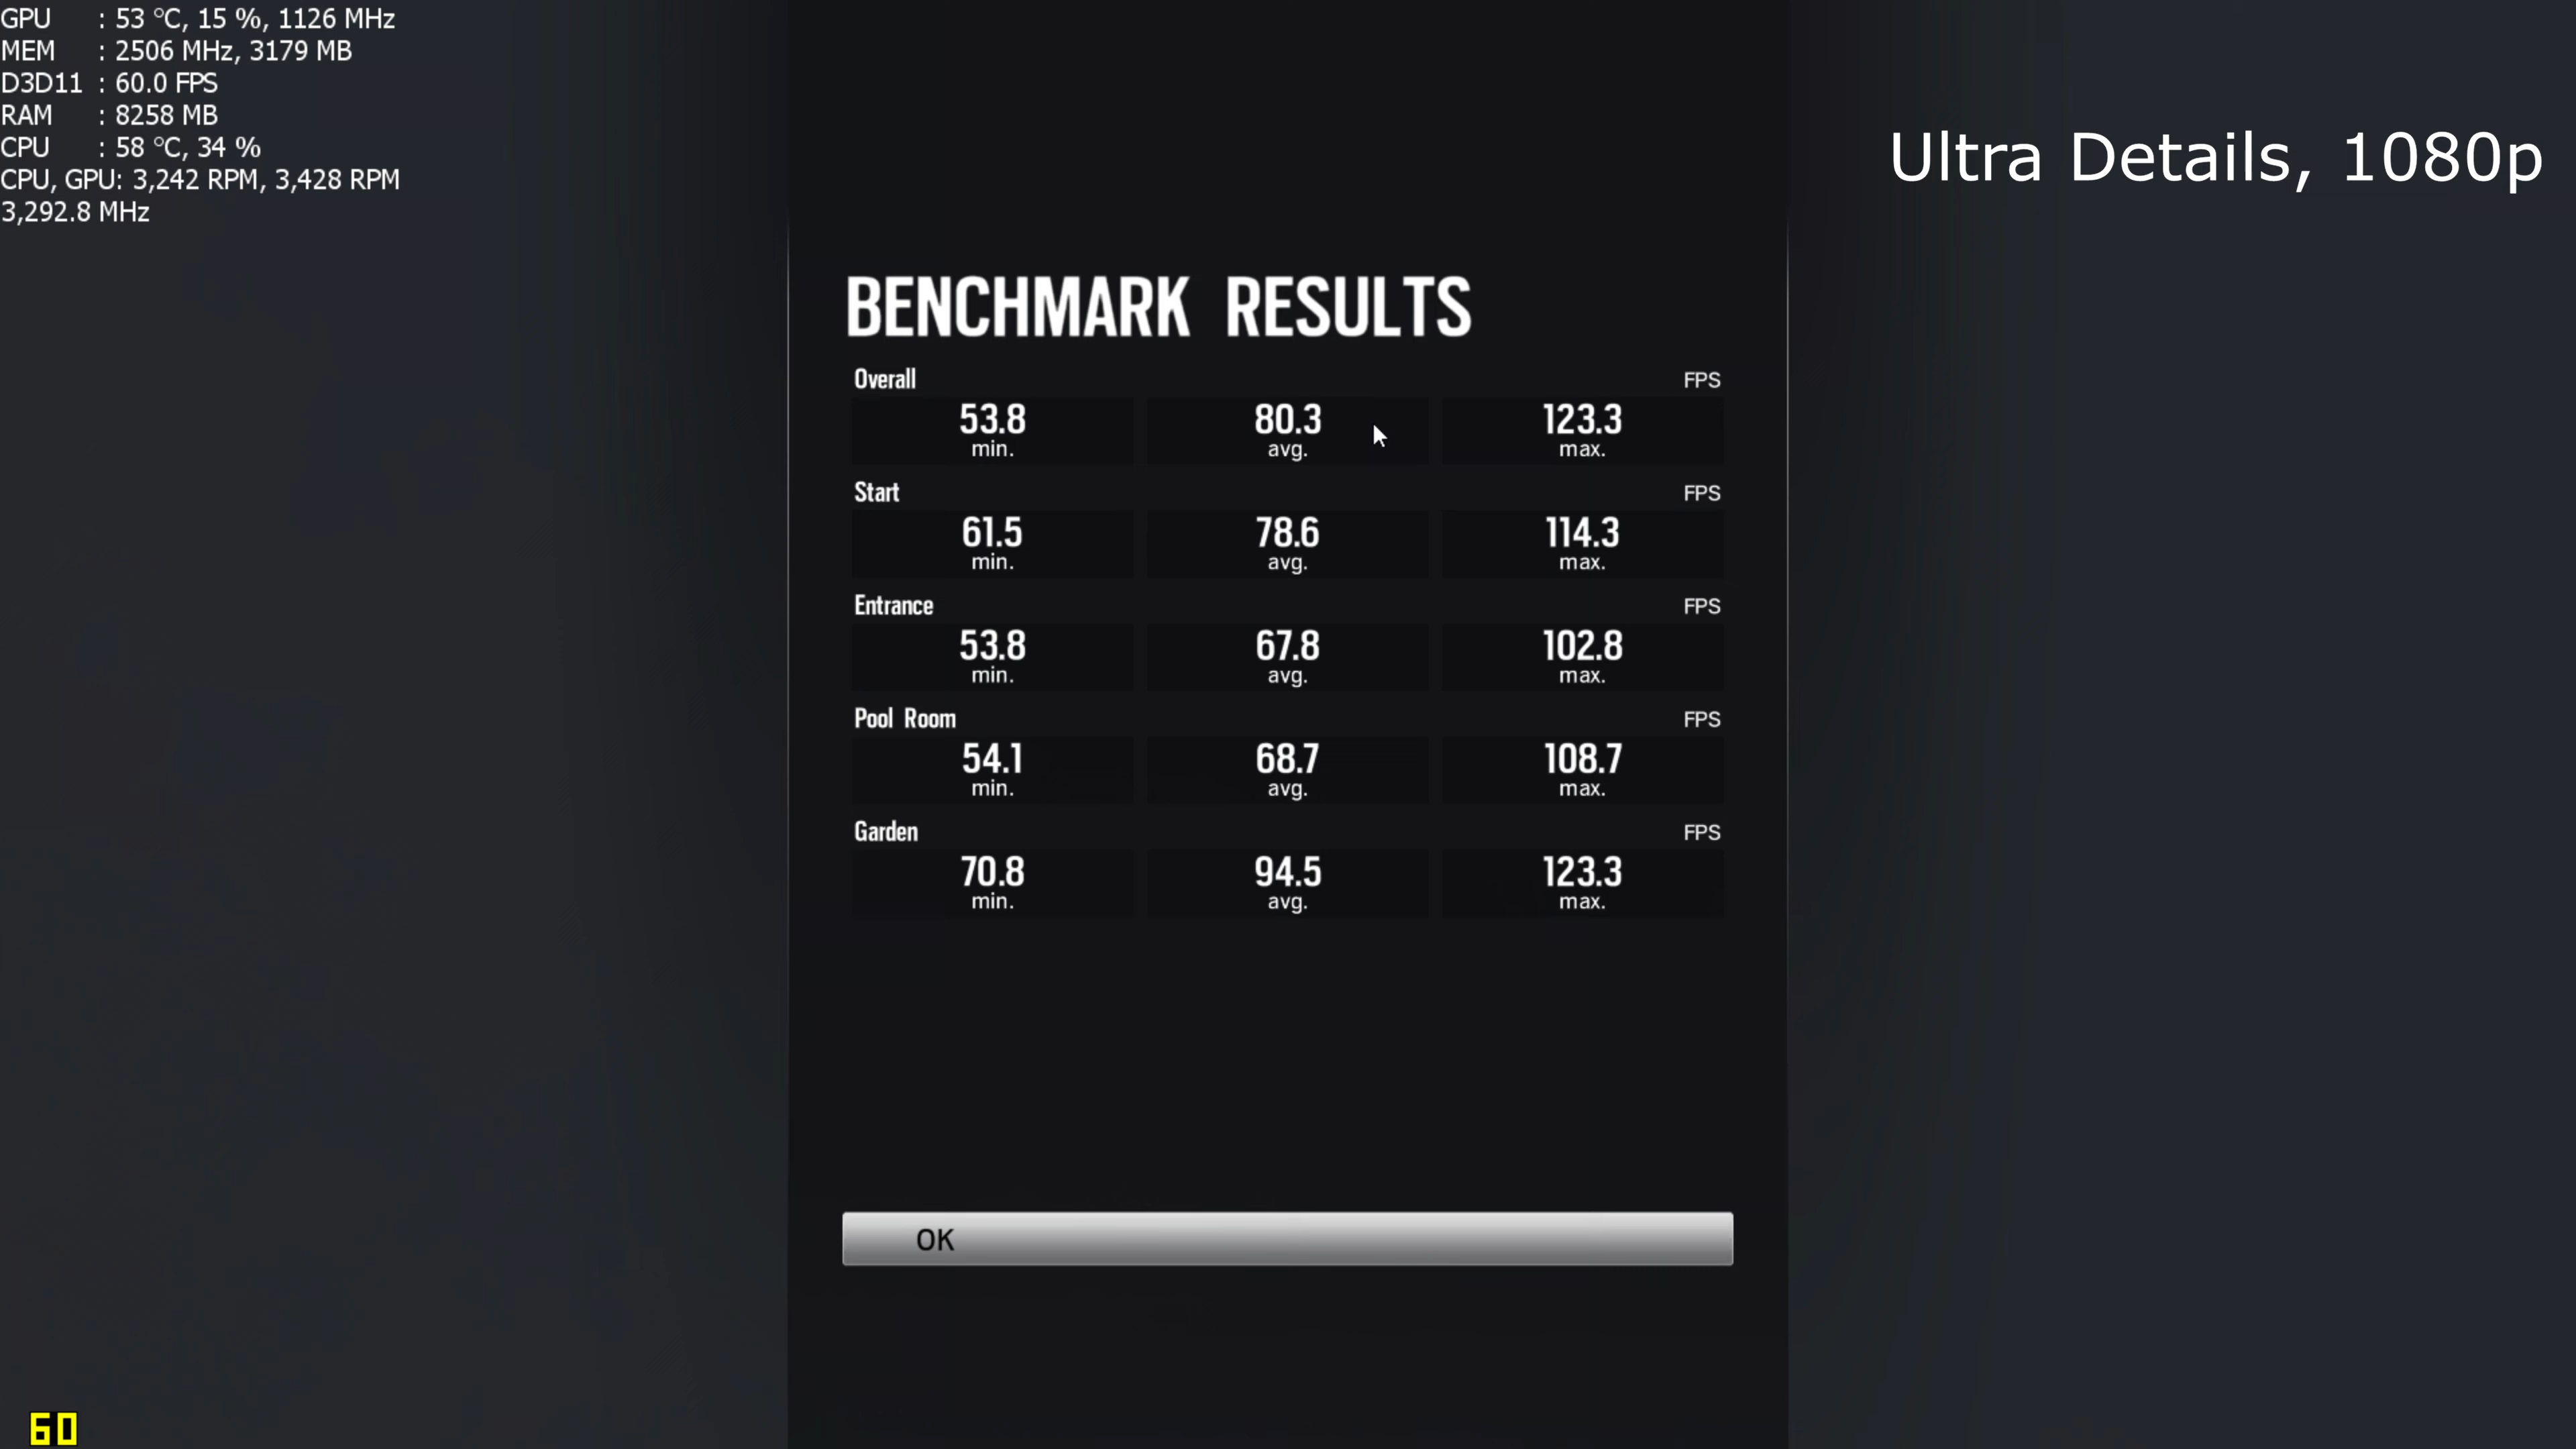 GPU : 53 °C, 15 %, 1126 MHz
MEM : 2506 MHz, 3179 MB
D3D11 : 60.0 FPS
RAM : 8258 MB
CPU : 58 °C, 34 %
CPU, GPU: 3,242 RPM, 3,428 RPM
3,292.8 MHz
Ultra Details, 1080p
BENCHMARK RESULTS
Overall FPS
53.8 80.3 123.3
min. avg. max.
Start FPS
61.5 78.6 114.3
min. avg. max.
Entrance FPS
53.8 67.8 102.8
min. avg. max.
Pool Room FPS
54.1 68.7 108.7
min. avg. max.
Garden FPS
70.8 94.5 123.3
min. avg. max.
OK
60